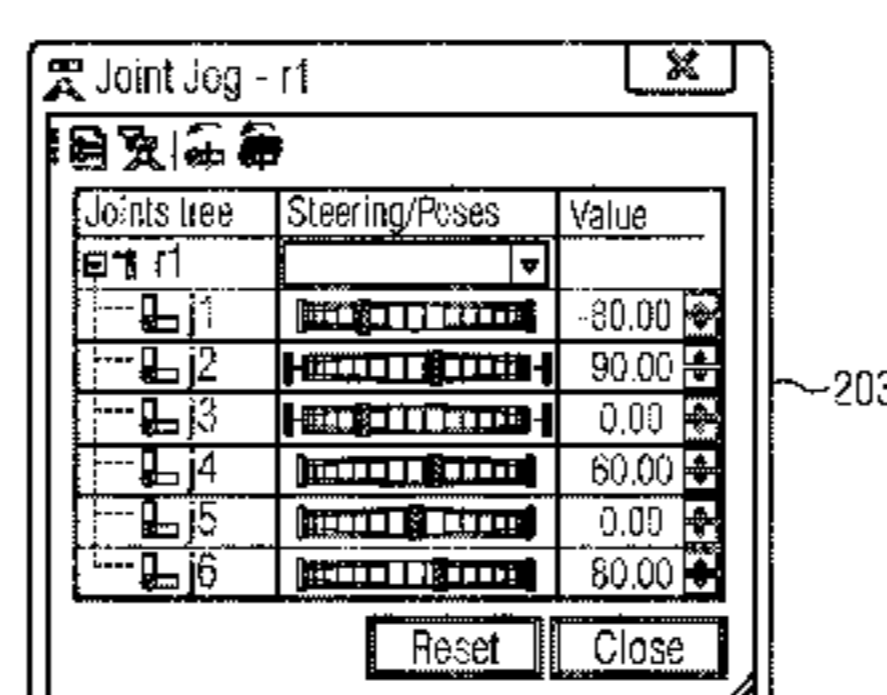 Joint Jog - r1
Joints tree Steering/Poses Value
r1
j1 -80.00
j2 90.00
j3 0.00
j4 60.00
j5 0.00
j6 80.00
Reset Close
203